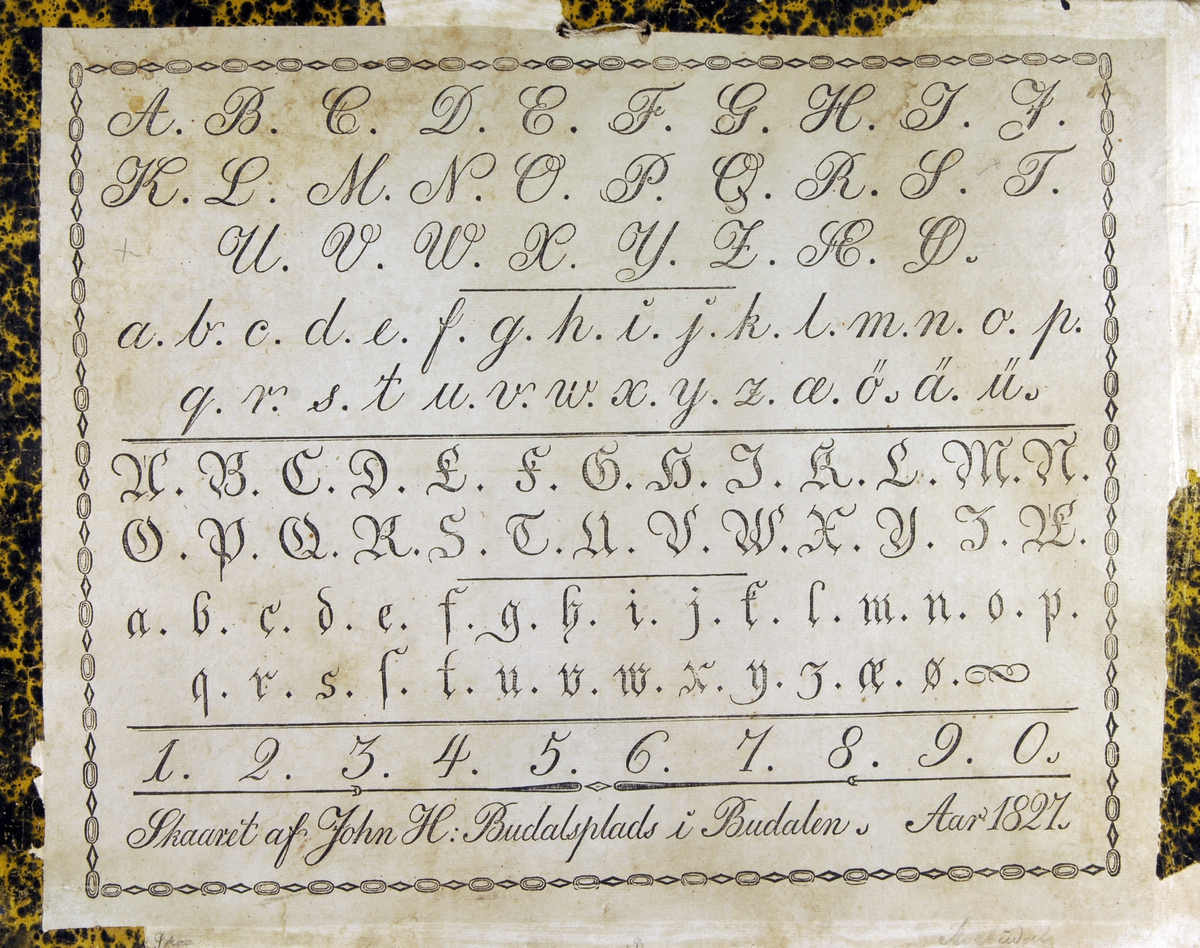 A. B. C. D. E. F. G. H. I. J.
K. L. M. N. O. P. Q. R. S. T.
U. V. W. X. Y. Z. Æ. Ø.
a. b. c. d. e. f. g. h. i. j. k. l. m. n. o. p.
q. r. s. t u. v. w. x. y. z. æ. ö. ä. ü.
A. B. C. D. E. F. G. H. I. K. L. M. N.
O. P. Q. R. S. T. U. V. W. X. Y. Z. Æ.
a. b. c. d. e. f. g. h. i. j. k. l. m. n. o. p.
q. r. s. ſ. t. u. v. w. x. y. z. æ. ø.
1. 2. 3. 4. 5. 6. 7. 8. 9. 0.
Skaaret af John H: Budalsplads i Budalen. Aar 1827.